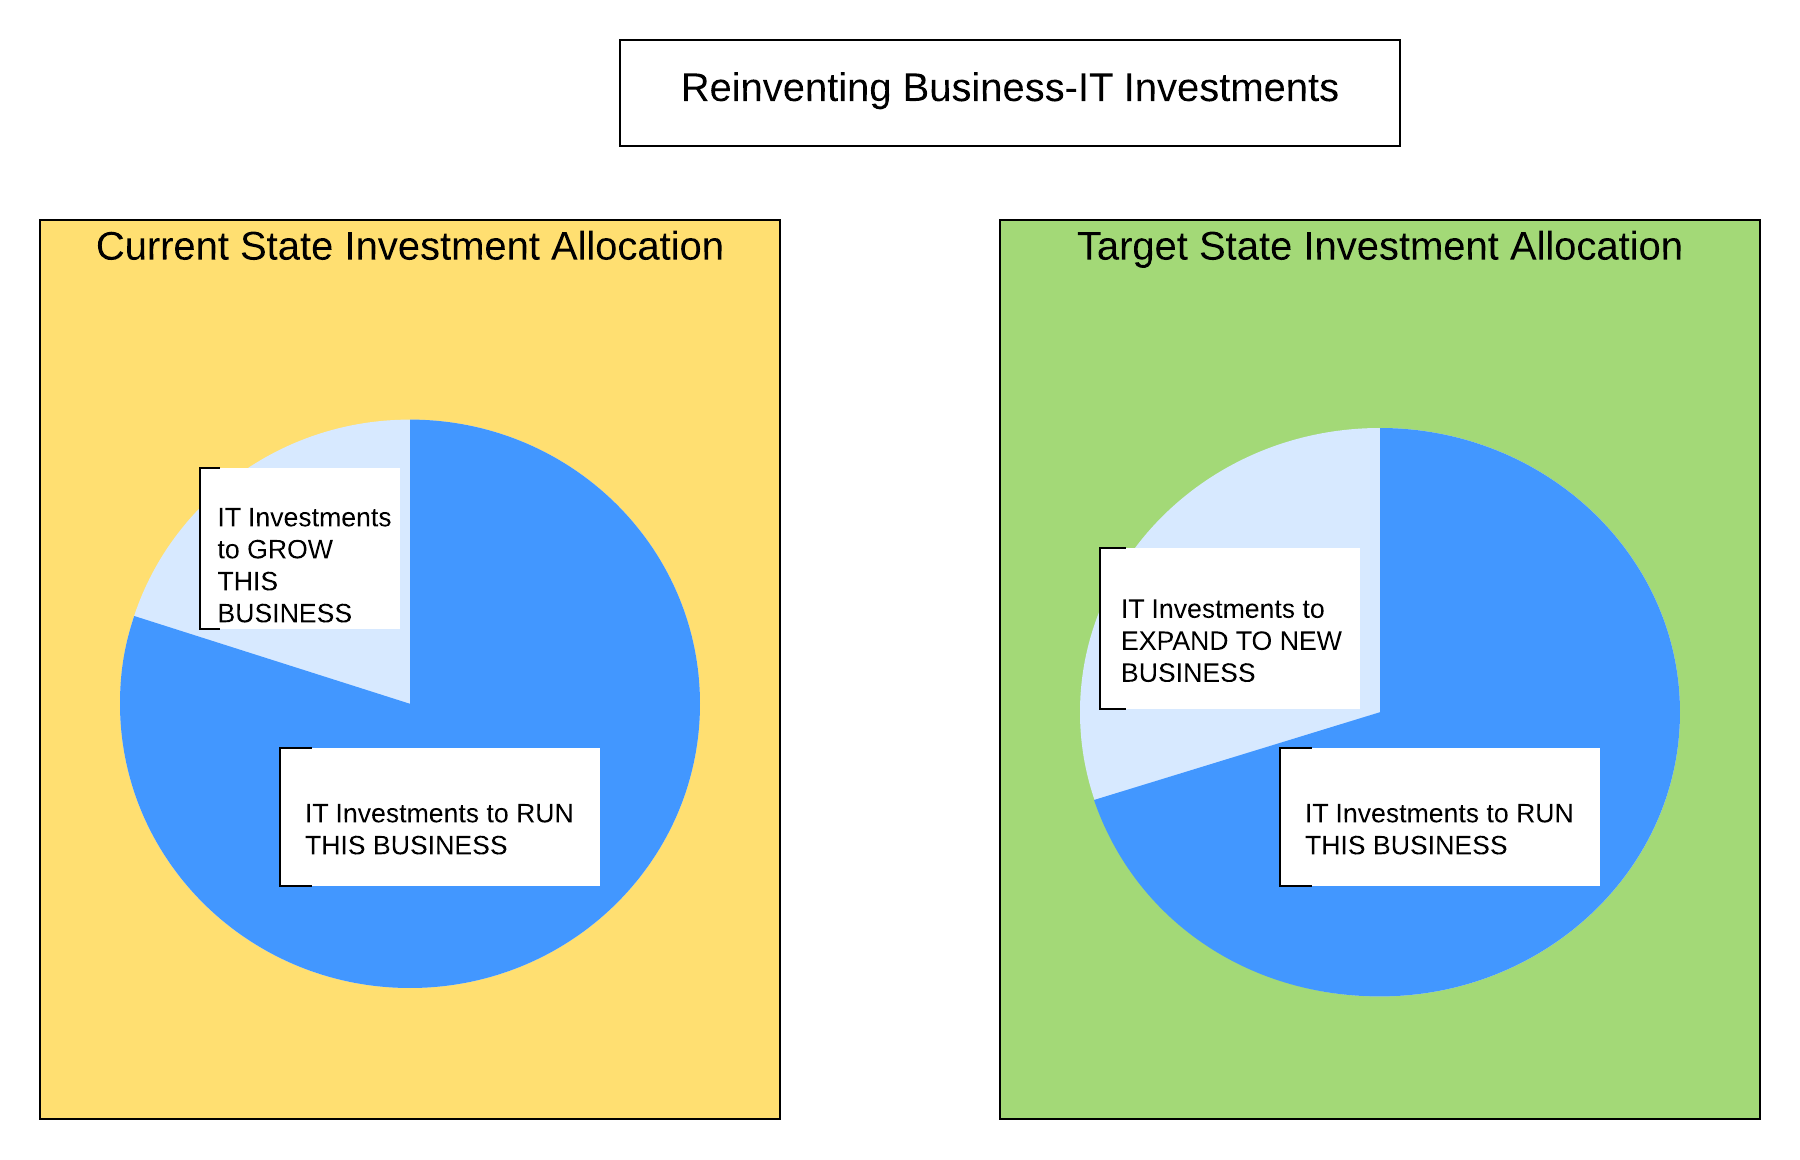 Reinventing Business-IT Investments
Current State Investment Allocation
IT Investments
to GROW
THIS
BUSINESS
IT Investments to RUN
THIS BUSINESS
Target State Investment Allocation
IT Investments to
EXPAND TO NEW
BUSINESS
IT Investments to RUN
THIS BUSINESS